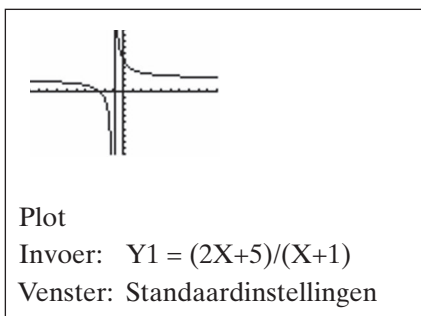 Plot
Invoer: Y1 = (2X+5)/(X+1)
Venster: Standaardinstellingen